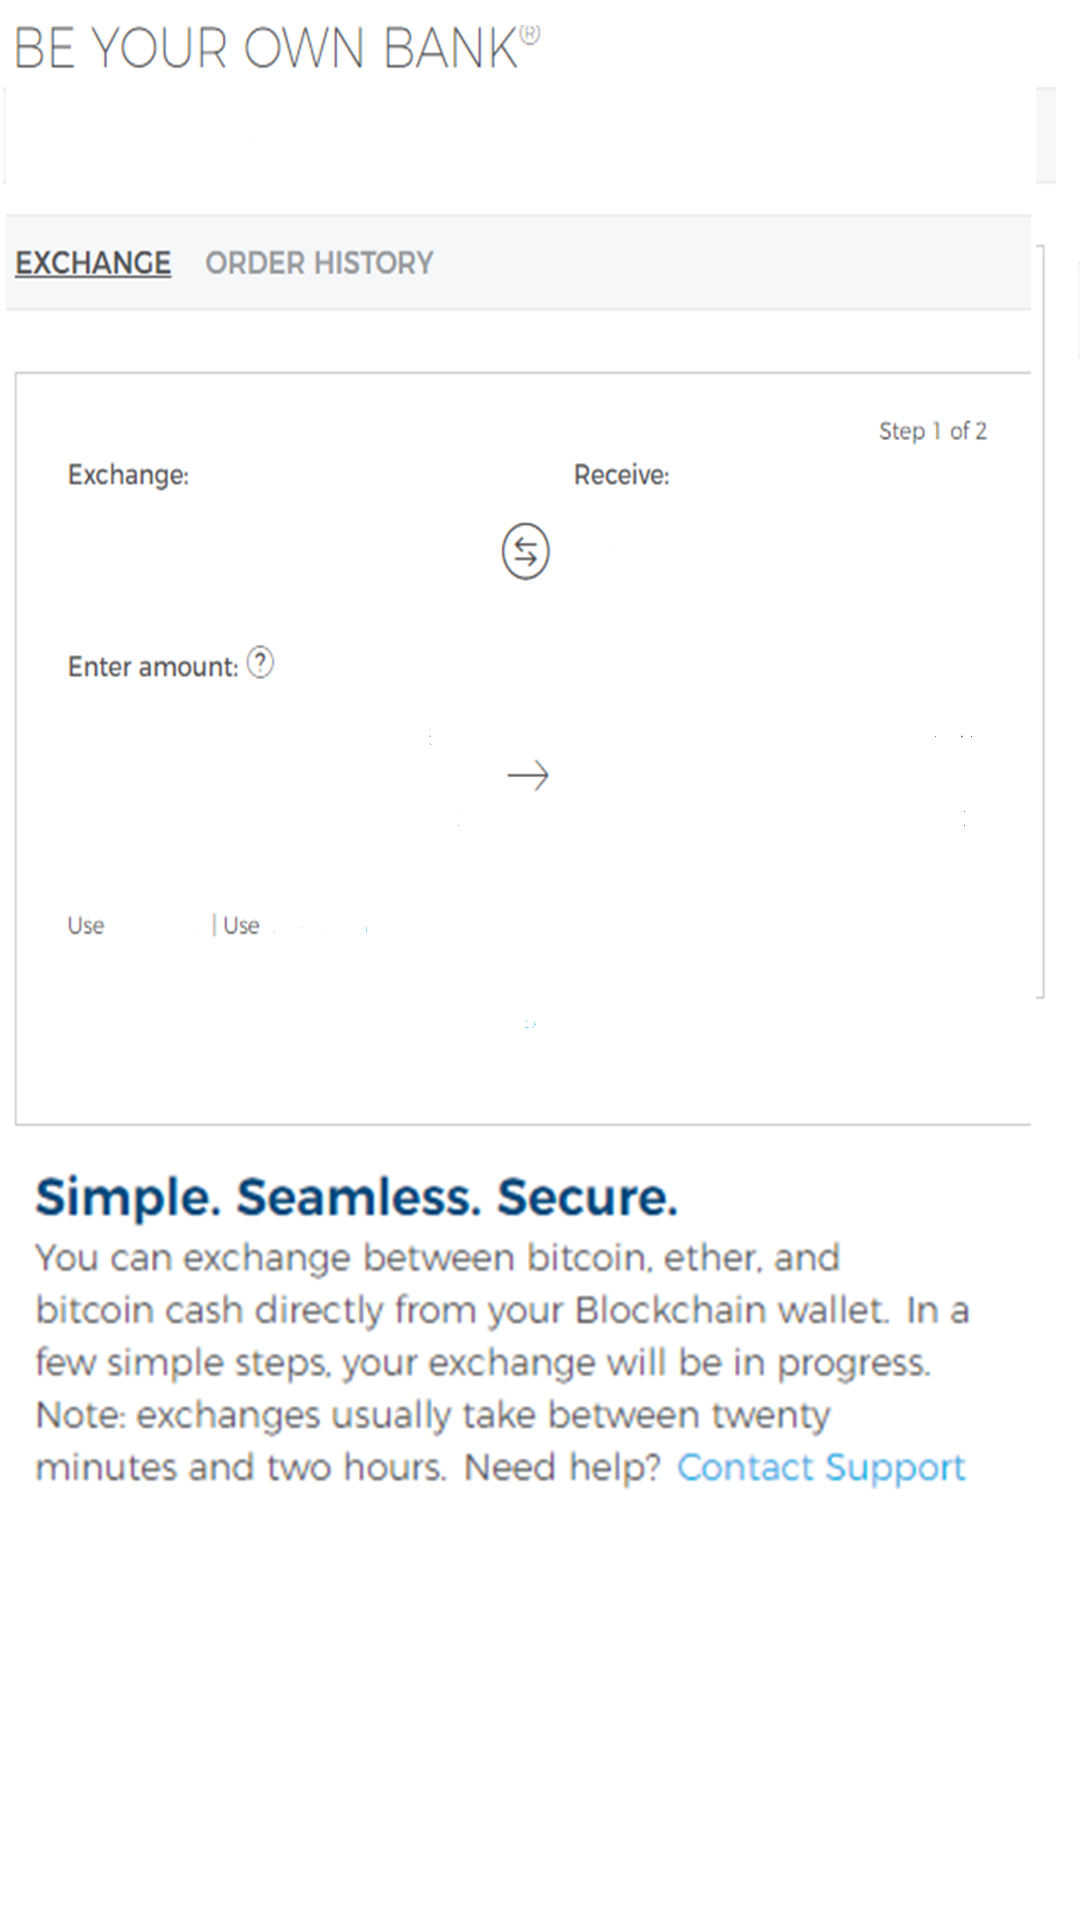 BE YOUR OWN BANK®
EXCHANGE ORDER HISTORY
Step 1 of 2
Exchange: Receive:
Enter amount: ?
Use | Use
Simple. Seamless. Secure.
You can exchange between bitcoin, ether, and
bitcoin cash directly from your Blockchain wallet. In a
few simple steps, your exchange will be in progress.
Note: exchanges usually take between twenty
minutes and two hours. Need help? Contact Support